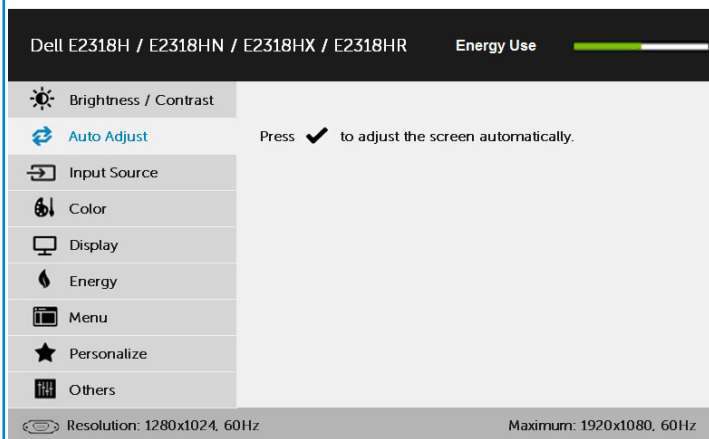 Dell E2318H / E2318HN / E2318HX / E2318HR Energy Use
Brightness / Contrast
Auto Adjust
Press ✔ to adjust the screen automatically.
Input Source
Color
Display
Energy
Menu
Personalize
Others
Resolution: 1280x1024, 60Hz Maximum: 1920x1080, 60Hz